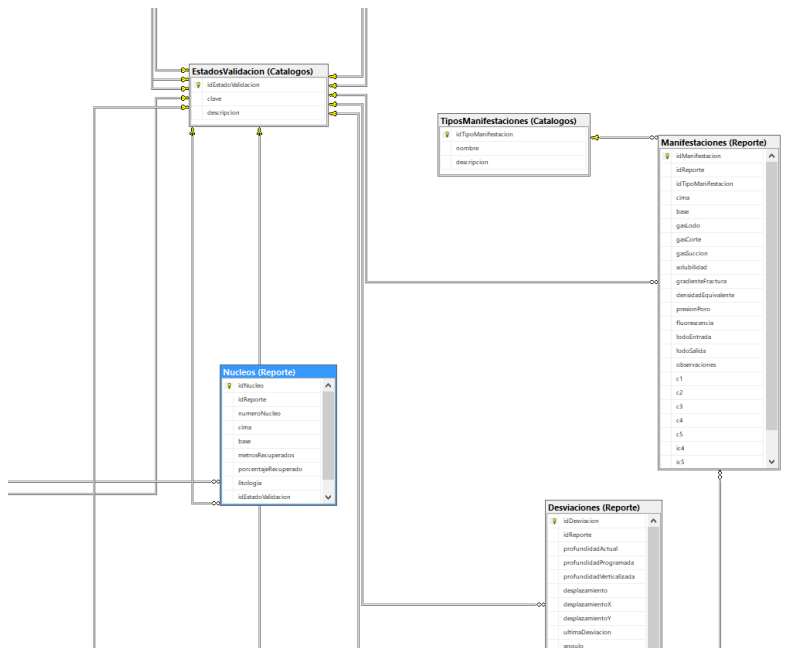 EstadosValidacion (Catalogos)
idEstadoValidacion
clave
descripcion
TiposManifestaciones (Catalogos)
idTipoManifestacion
nombre
descripcion
Manifestaciones (Reporte)
idManifestacion
idReporte
idTipoManifestacion
cima
base
gasLodo
gasCorte
gasSuccion
solubilidad
gradienteFractura
densidadEquivalente
presionPoro
fluorescencia
lodoEntrada
lodoSalida
observaciones
c1
c2
c3
c4
c5
ic4
ic5
Nucleos (Reporte)
idNucleo
idReporte
numeroNucleo
cima
base
metrosRecuperados
porcentajeRecuperado
litologia
idEstadoValidacion
Desviaciones (Reporte)
idDesviacion
idReporte
profundidadActual
profundidadProgramada
profundidadVerticalizada
desplazamiento
desplazamientoX
desplazamientoY
ultimaDesviacion
angulo